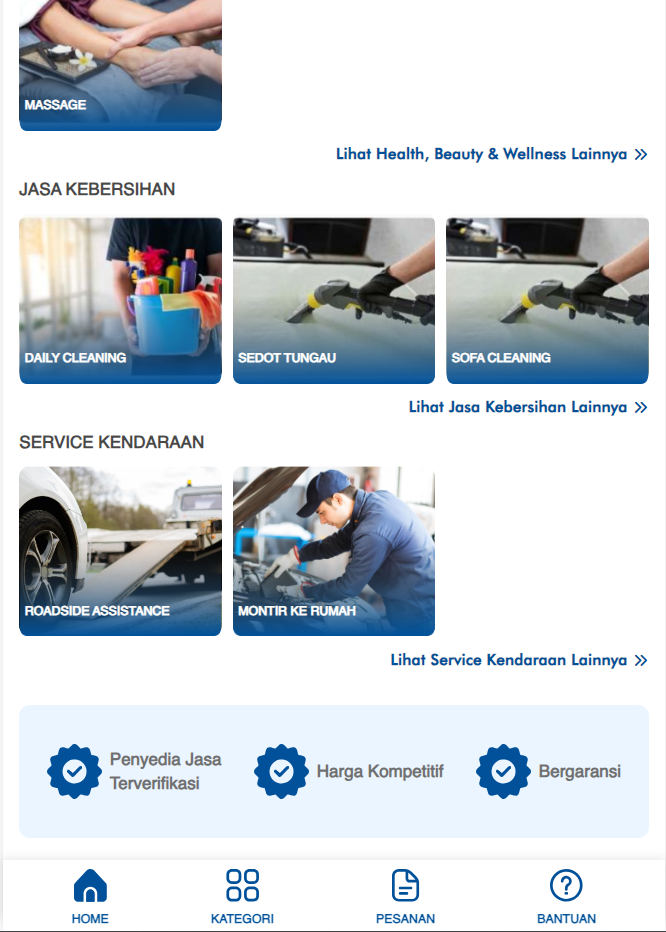 MASSAGE
Lihat Health, Beauty & Wellness Lainnya
JASA KEBERSIHAN
DAILY CLEANING
SEDOT TUNGAU
SOFA CLEANING
Lihat Jasa Kebersihan Lainnya
SERVICE KENDARAAN
ROADSIDE ASSISTANCE
MONTIR KE RUMAH
Lihat Service Kendaraan Lainnya
Penyedia Jasa
Terverifikasi
Harga Kompetitif
Bergaransi
HOME
KATEGORI
PESANAN
BANTUAN